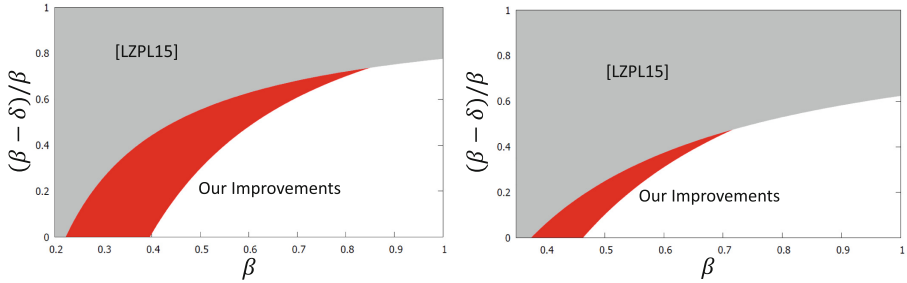 1
0.8
0.6
0.4
0.2
0
(β − δ)/β
[LZPL15]
Our Improvements
0.2 0.3 0.4 0.5 0.6 0.7 0.8 0.9 1
β
1
0.8
0.6
0.4
0.2
0
(β − δ)/β
[LZPL15]
Our Improvements
0.4 0.5 0.6 0.7 0.8 0.9 1
β